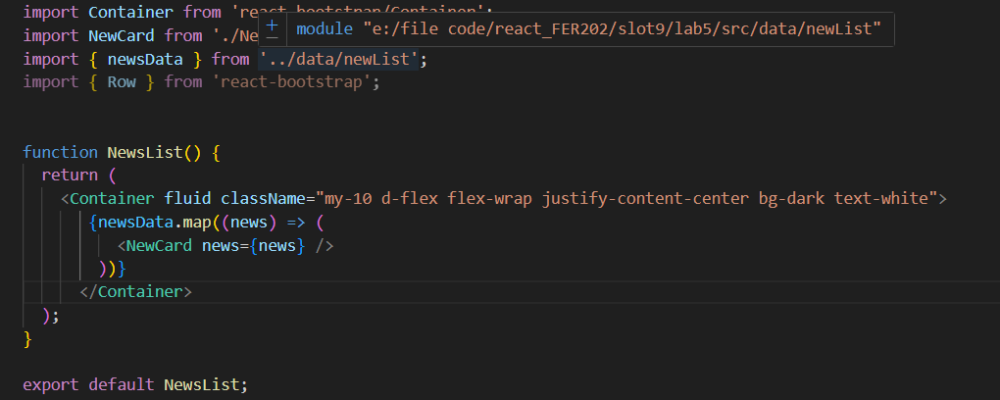 import Container from 'react-bootstrap/Container';
+ module "e:/file code/react_FER202/slot9/lab5/src/data/newList"
−
import NewCard from './Ne
import { newsData } from '../data/newList';
import { Row } from 'react-bootstrap';
function NewsList() {
return (
<Container fluid className="my-10 d-flex flex-wrap justify-content-center bg-dark text-white">
{newsData.map((news) => (
<NewCard news={news} />
))}
</Container>
);
}
export default NewsList;